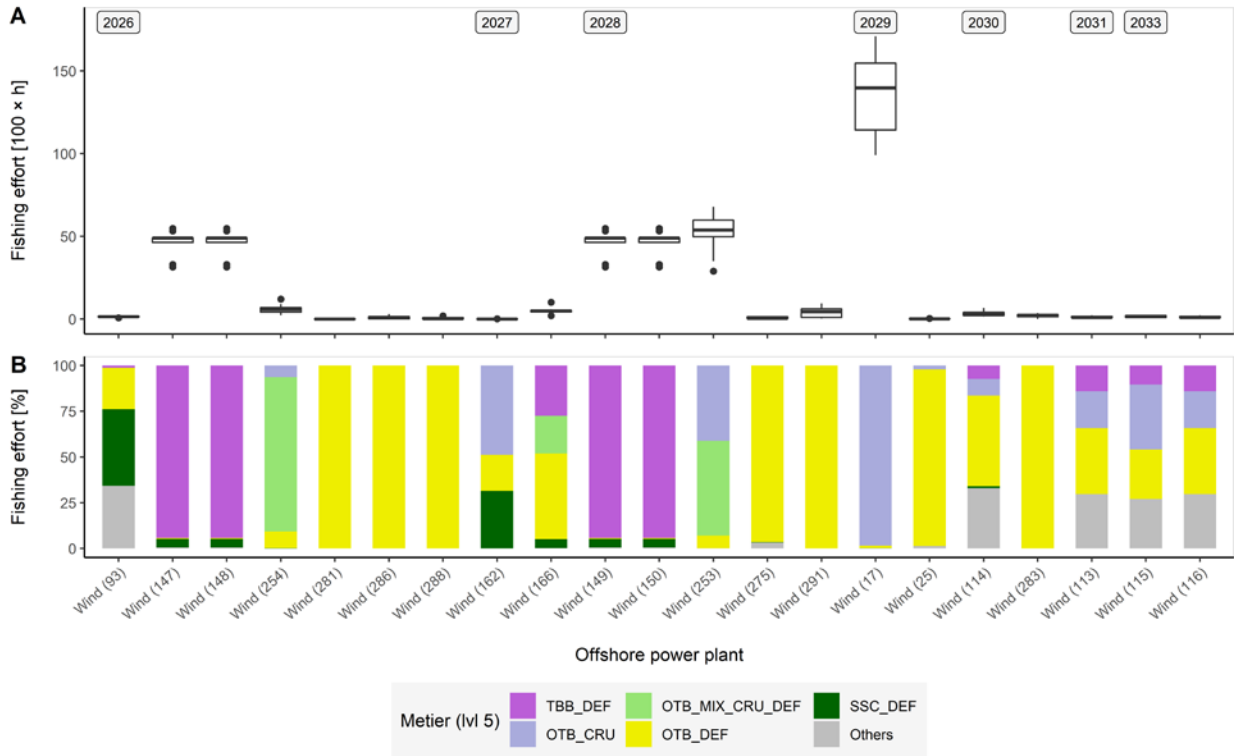 A
2026 2027 2028 2029 2030 2031 2033
Fishing effort [100 × h]
150
100
50
0
B
Fishing effort [%]
100
75
50
25
0
Wind (93) Wind (147) Wind (148) Wind (254) Wind (281) Wind (286) Wind (288) Wind (162) Wind (166) Wind (149) Wind (150) Wind (253) Wind (275) Wind (291) Wind (17) Wind (25) Wind (114) Wind (283) Wind (113) Wind (115) Wind (116)
Offshore power plant
Metier (lvl 5)
TBB_DEF OTB_MIX_CRU_DEF SSC_DEF
OTB_CRU OTB_DEF Others